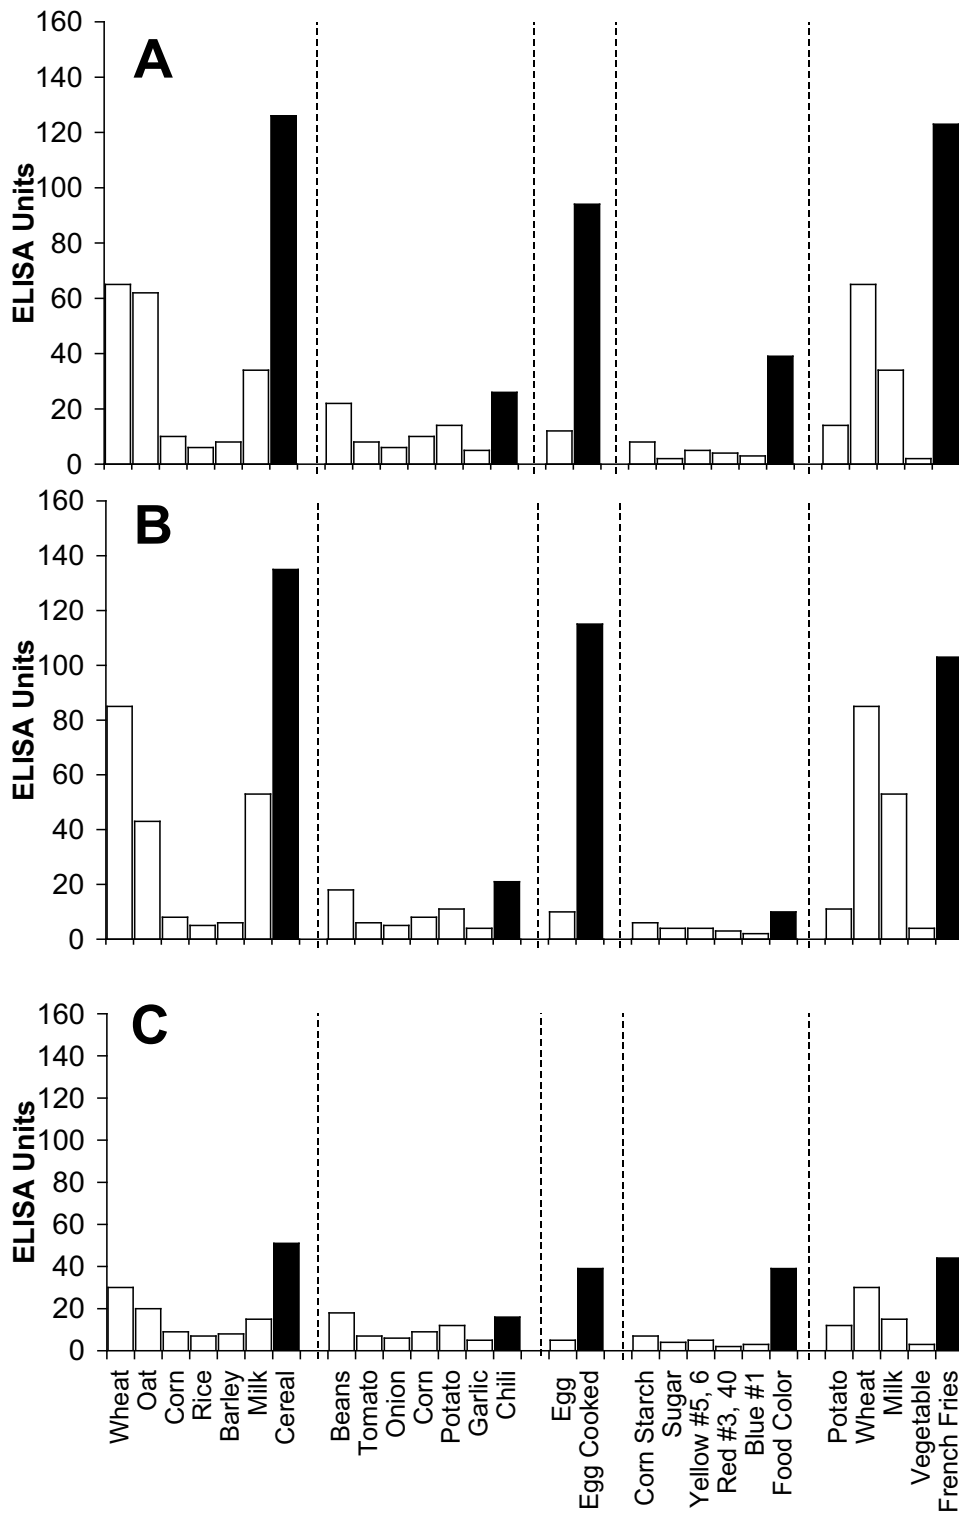 A
ELISA Units
160
140
120
100
80
60
40
20
0
B
ELISA Units
160
140
120
100
80
60
40
20
0
C
ELISA Units
160
140
120
100
80
60
40
20
0
Wheat
Oat
Corn
Rice
Barley
Milk
Cereal
Beans
Tomato
Onion
Corn
Potato
Garlic
Chili
Egg
Egg Cooked
Corn Starch
Sugar
Yellow #5, 6
Red #3, 40
Blue #1
Food Color
Potato
Wheat
Milk
Vegetable
French Fries